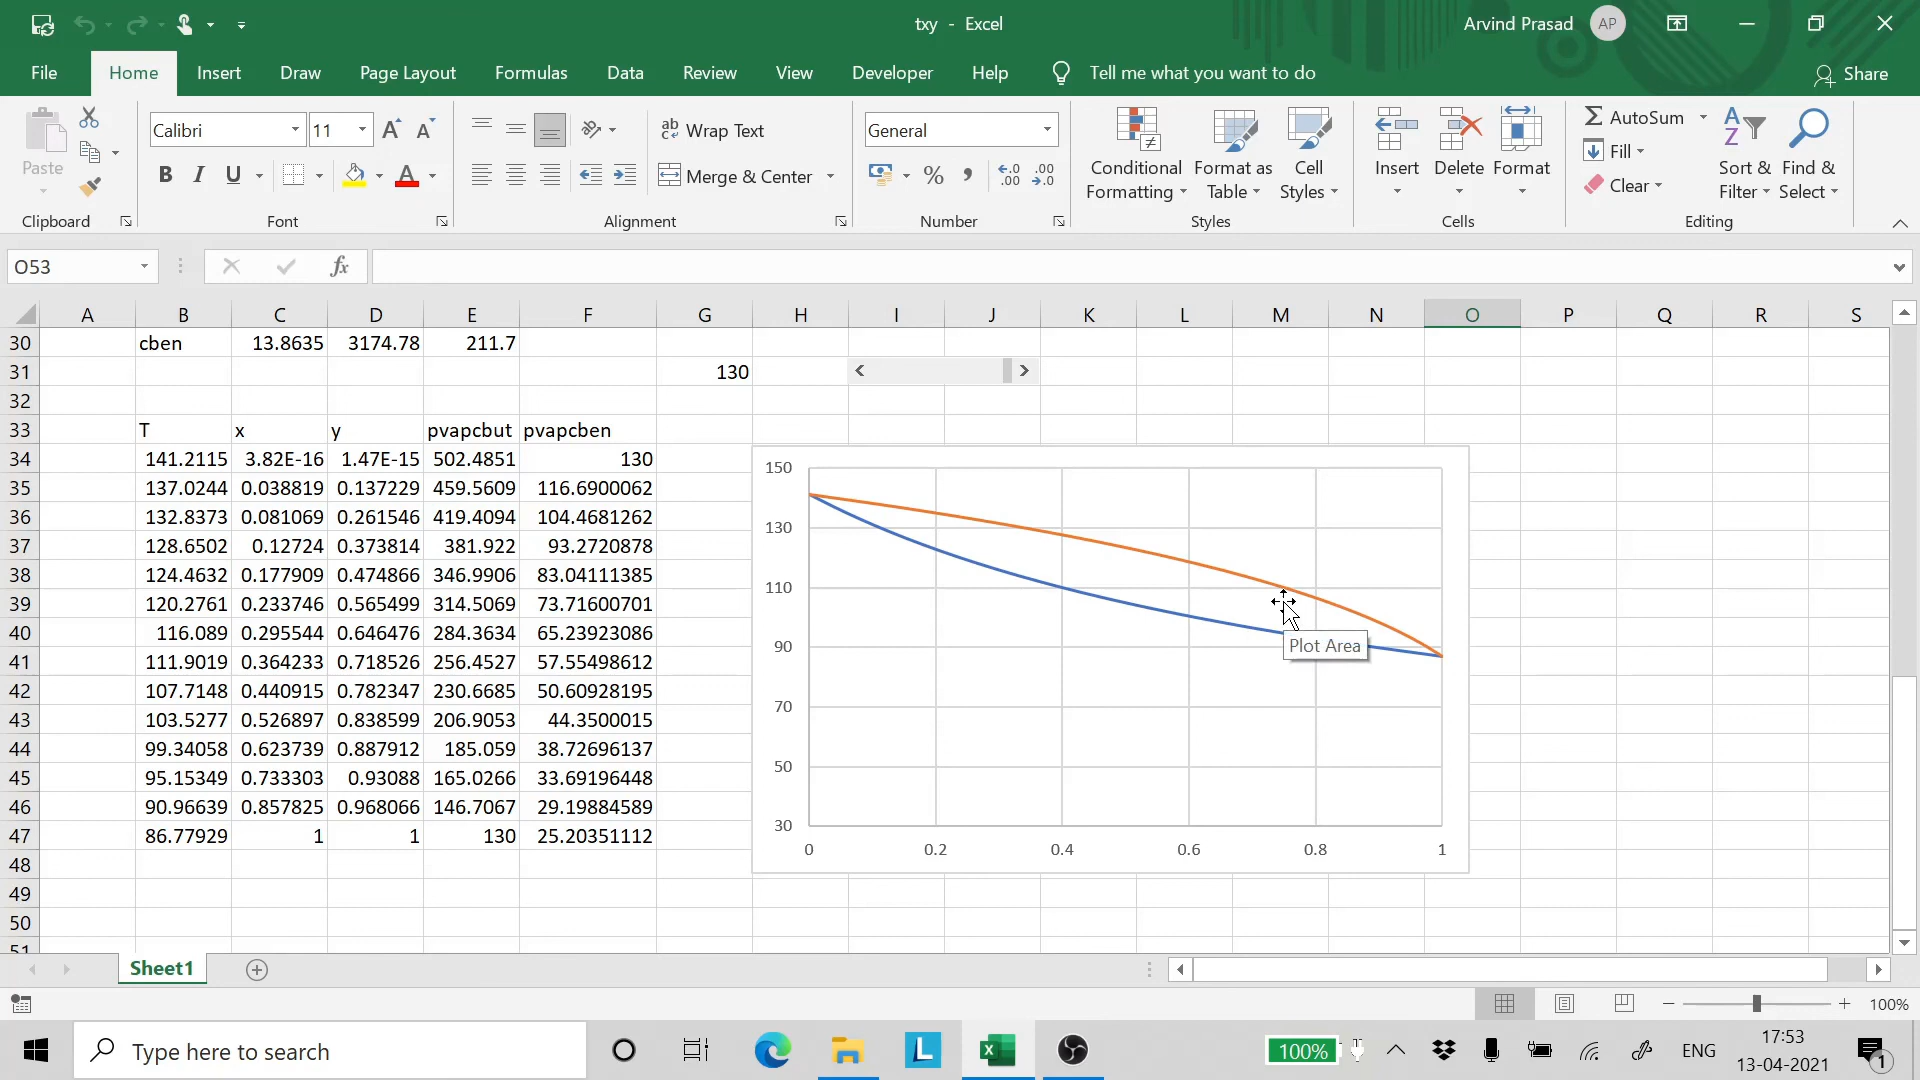 txy - Excel
Arvind Prasad AP
File Home Insert Draw Page Layout Formulas Data Review View Developer Help Tell me what you want to do Share
Paste
Clipboard
Calibri 11
B I U A
Font
ab Wrap Text
Merge & Center
Alignment
General
% , .00 .00
Number
Conditional Formatting
Format as Table
Cell Styles
Styles
Insert Delete Format
Cells
AutoSum
Fill
Clear
Sort & Filter
Find & Select
Editing
O53 fx
A B C D E F G H I J K L M N O P Q R S
30 cben 13.8635 3174.78 211.7
31 130
32
33 T x y pvapcbut pvapcben
34 141.2115 3.82E-16 1.47E-15 502.4851 130
35 137.0244 0.038819 0.137229 459.5609 116.6900062
36 132.8373 0.081069 0.261546 419.4094 104.4681262
37 128.6502 0.12724 0.373814 381.922 93.2720878
38 124.4632 0.177909 0.474866 346.9906 83.04111385
39 120.2761 0.233746 0.565499 314.5069 73.71600701
40 116.089 0.295544 0.646476 284.3634 65.23923086
41 111.9019 0.364233 0.718526 256.4527 57.55498612
42 107.7148 0.440915 0.782347 230.6685 50.60928195
43 103.5277 0.526897 0.838599 206.9053 44.3500015
44 99.34058 0.623739 0.887912 185.059 38.72696137
45 95.15349 0.733303 0.93088 165.0266 33.69196448
46 90.96639 0.857825 0.968066 146.7067 29.19884589
47 86.77929 1 1 130 25.20351112
48
49
50
51
150
130
110
90
70
50
30
0 0.2 0.4 0.6 0.8 1
Plot Area
Sheet1
100%
Type here to search
L
X
100%
ENG
17:53
13-04-2021
1